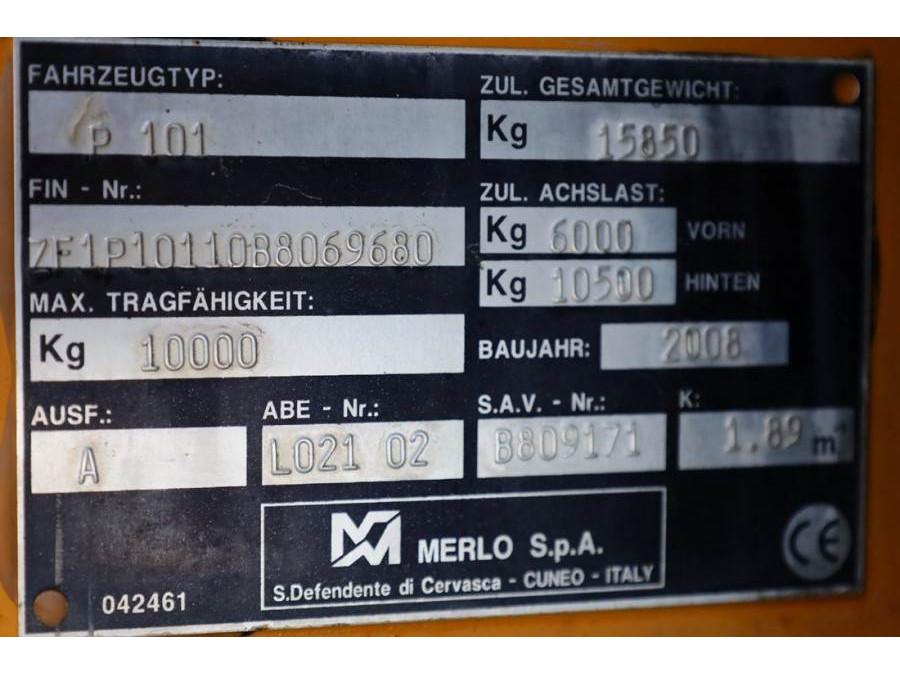 FAHRZEUGTYP:
P 101
ZUL. GESAMTGEWICHT:
Kg 15850
FIN - Nr.:
ZF1P10110B8069680
ZUL. ACHSLAST:
Kg 6000 VORN
Kg 10500 HINTEN
MAX. TRAGFÄHIGKEIT:
Kg 10000
BAUJAHR: 2008
AUSF.:
A
ABE - Nr.:
L021 02
S.A.V. - Nr.:
B809171
K:
1.89 m⁻¹
MERLO S.p.A.
S.Defendente di Cervasca - CUNEO - ITALY
CE
042461